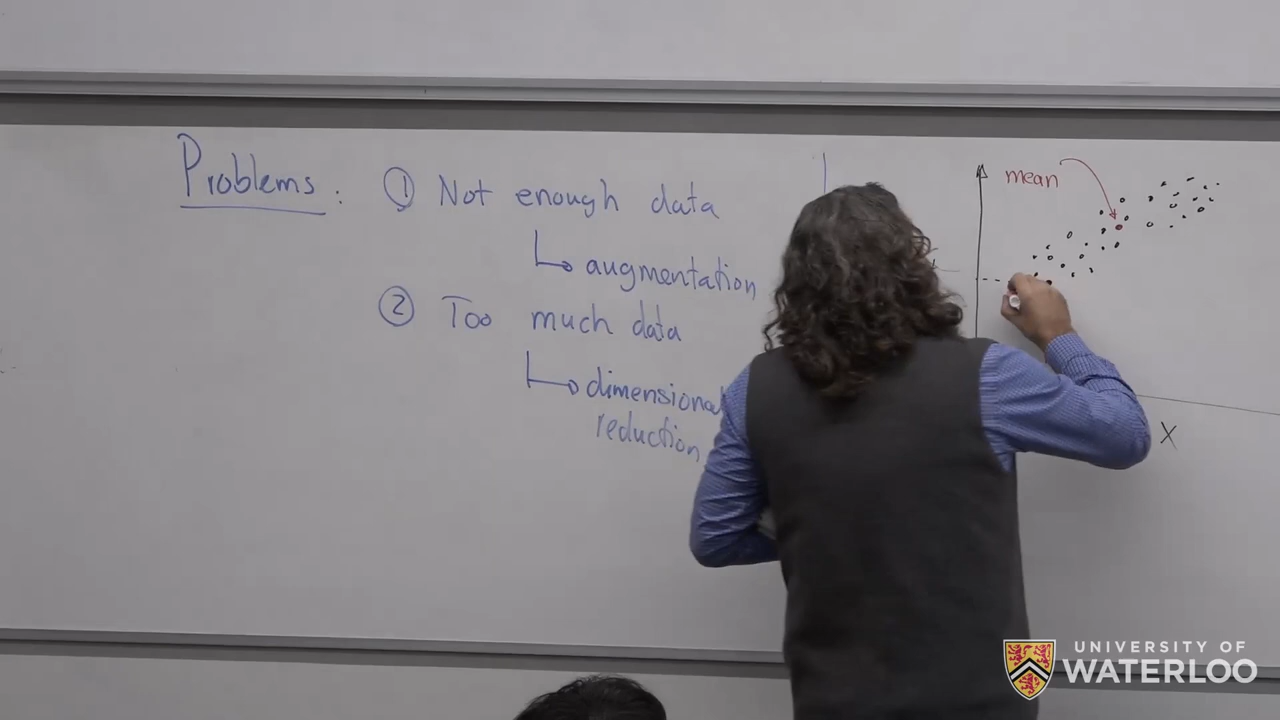 Problems: ① Not enough data
augmentation
② Too much data
dimensional
reduction
mean
X
UNIVERSITY OF
WATERLOO